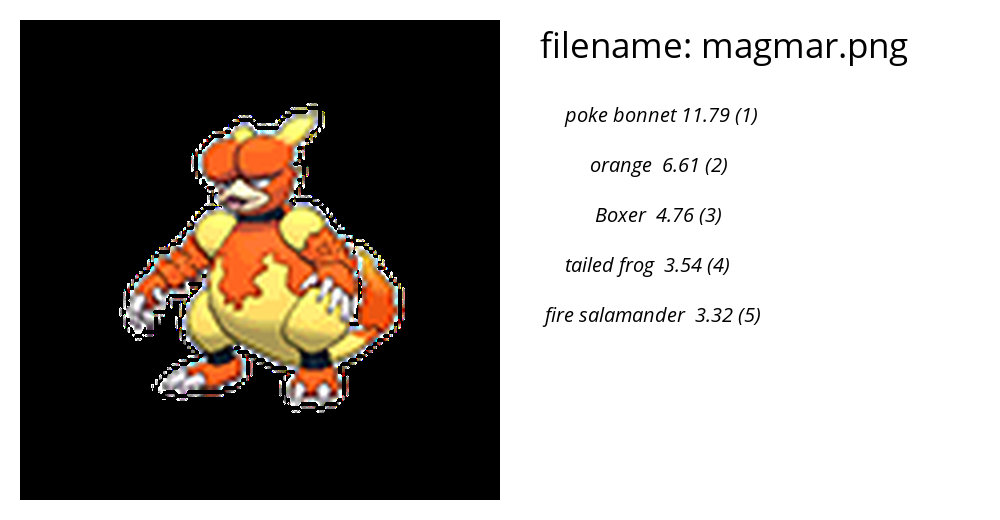 filename: magmar.png
poke bonnet 11.79 (1)
orange 6.61 (2)
Boxer 4.76 (3)
tailed frog 3.54 (4)
fire salamander 3.32 (5)